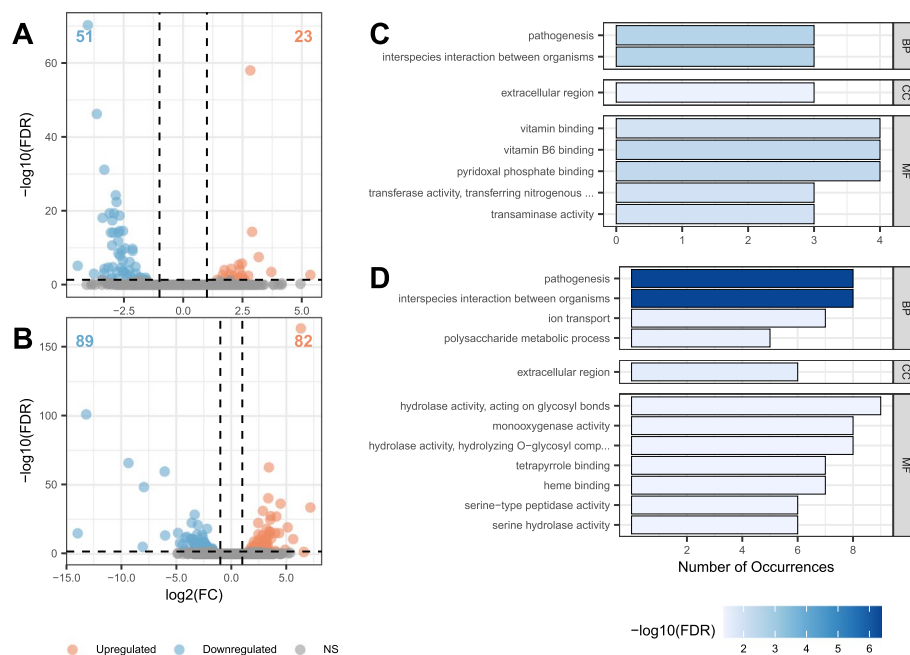 A
51
23
−log10(FDR)
60
40
20
0
−2.5
0.0
2.5
5.0
B
89
82
−log10(FDR)
150
100
50
0
−15.0
−10.0
−5.0
0.0
5.0
log2(FC)
Upregulated
Downregulated
NS
C
pathogenesis
interspecies interaction between organisms
BP
extracellular region
CC
vitamin binding
vitamin B6 binding
pyridoxal phosphate binding
transferase activity, transferring nitrogenous ...
transaminase activity
MF
0
1
2
3
4
D
pathogenesis
interspecies interaction between organisms
ion transport
polysaccharide metabolic process
BP
extracellular region
CC
hydrolase activity, acting on glycosyl bonds
monooxygenase activity
hydrolase activity, hydrolyzing O−glycosyl comp...
tetrapyrrole binding
heme binding
serine−type peptidase activity
serine hydrolase activity
MF
2
4
6
8
Number of Occurrences
−log10(FDR)
2
3
4
5
6